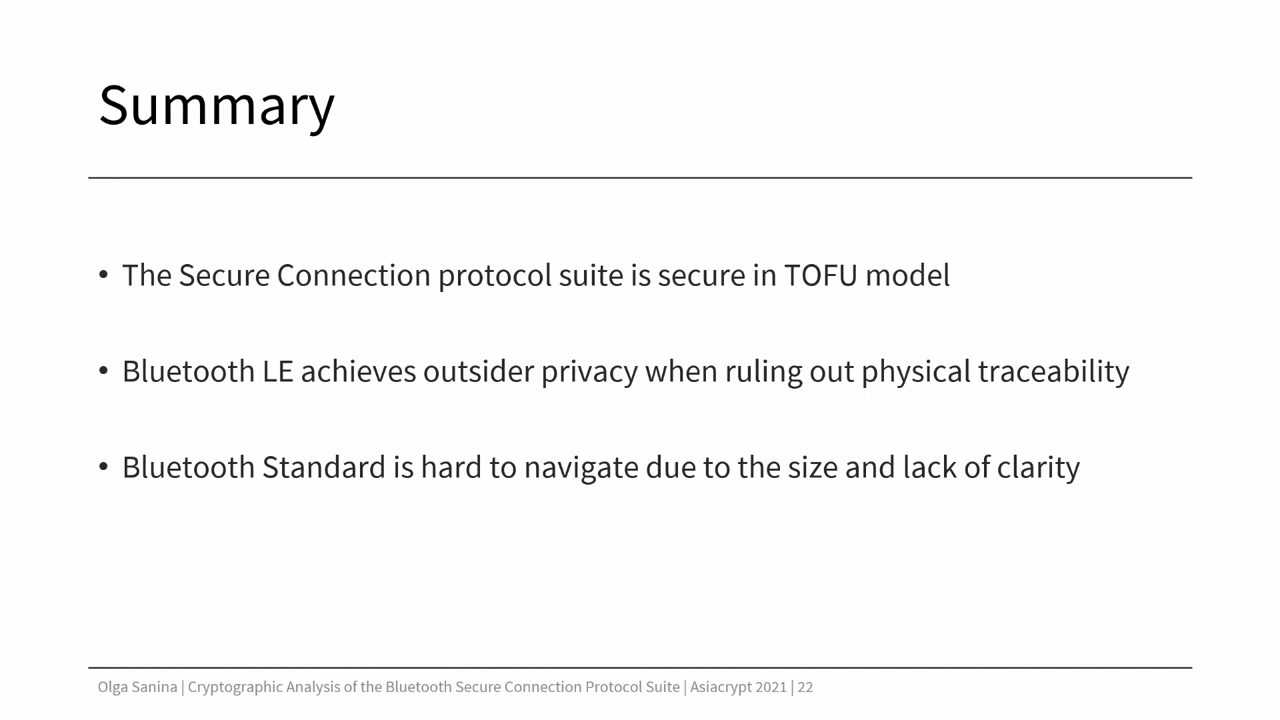 Summary
• The Secure Connection protocol suite is secure in TOFU model
• Bluetooth LE achieves outsider privacy when ruling out physical traceability
• Bluetooth Standard is hard to navigate due to the size and lack of clarity
Olga Sanina | Cryptographic Analysis of the Bluetooth Secure Connection Protocol Suite | Asiacrypt 2021 | 22